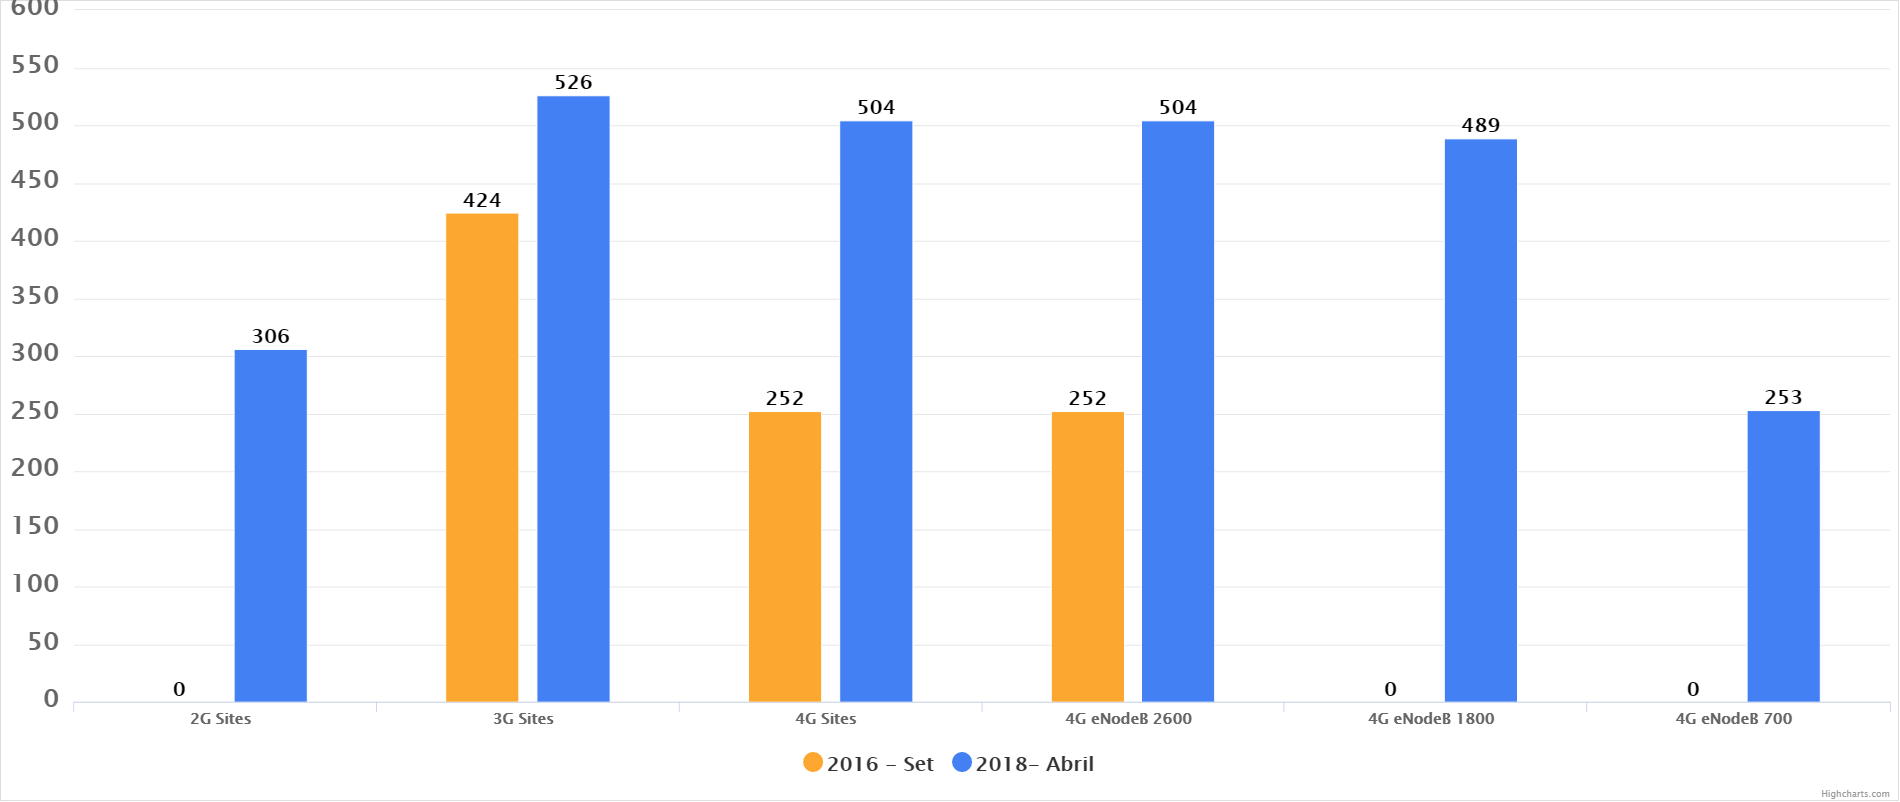 600
550
500
450
400
350
300
250
200
150
100
50
0
0
306
424
526
252
504
252
504
0
489
0
253
2G Sites
3G Sites
4G Sites
4G eNodeB 2600
4G eNodeB 1800
4G eNodeB 700
2016 - Set
2018- Abril
Highcharts.com